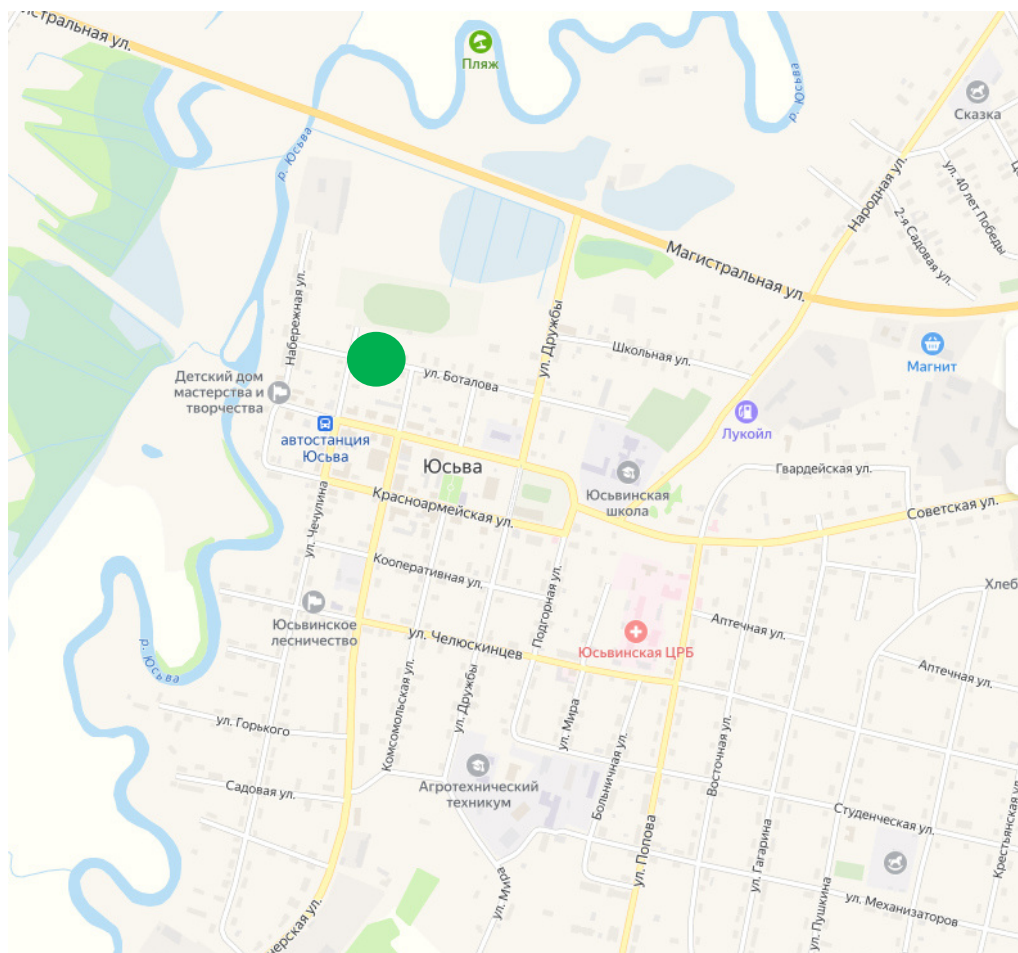 истральная ул.
Пляж
р. Юсьва
р. Юсьва
Сказка
Народная ул.
ул. 40 лет Победы
2-я Садовая ул.
Магистральная ул.
Набережная ул.
ул. Дружбы
Школьная ул.
Магнит
Детский дом
мастерства и
творчества
ул. Боталова
Лукойл
автостанция
Юсьва
Юсьва
Юсьвинская
школа
Гвардейская ул.
Советская ул.
Красноармейская ул.
ул. Чечулина
Кооперативная ул.
Подгорная ул.
Хлеб
Юсьвинское
лесничество
ул. Челюскинцев
Юсьвинская ЦРБ
Аптечная ул.
Аптечная ул.
р. Юсьва
Комсомольская ул.
ул. Дружбы
ул. Мира
ул. Горького
Больничная ул.
Восточная ул.
Садовая ул.
Агротехнический
техникум
Студенческая ул.
Крестьянская ул.
ул. Попова
ул. Гагарина
ул. Пушкина
ул. Мира
ул. Механизаторов
нерская ул.